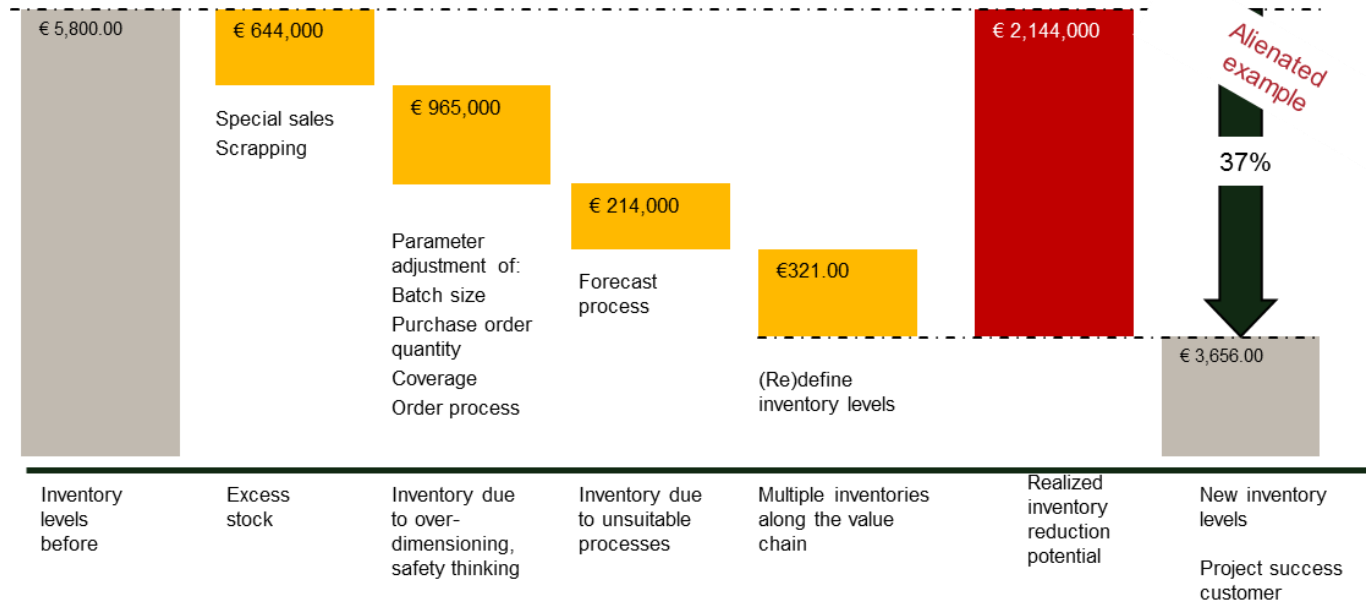 € 5,800.00
€ 644,000
Special sales
Scrapping
€ 965,000
Parameter
adjustment of:
Batch size
Purchase order
quantity
Coverage
Order process
€ 214,000
Forecast
process
€321.00
(Re)define
inventory levels
€ 2,144,000
Alienated
example
37%
€ 3,656.00
Inventory
levels
before
Excess
stock
Inventory due
to over-
dimensioning,
safety thinking
Inventory due
to unsuitable
processes
Multiple inventories
along the value
chain
Realized
inventory
reduction
potential
New inventory
levels
Project success
customer